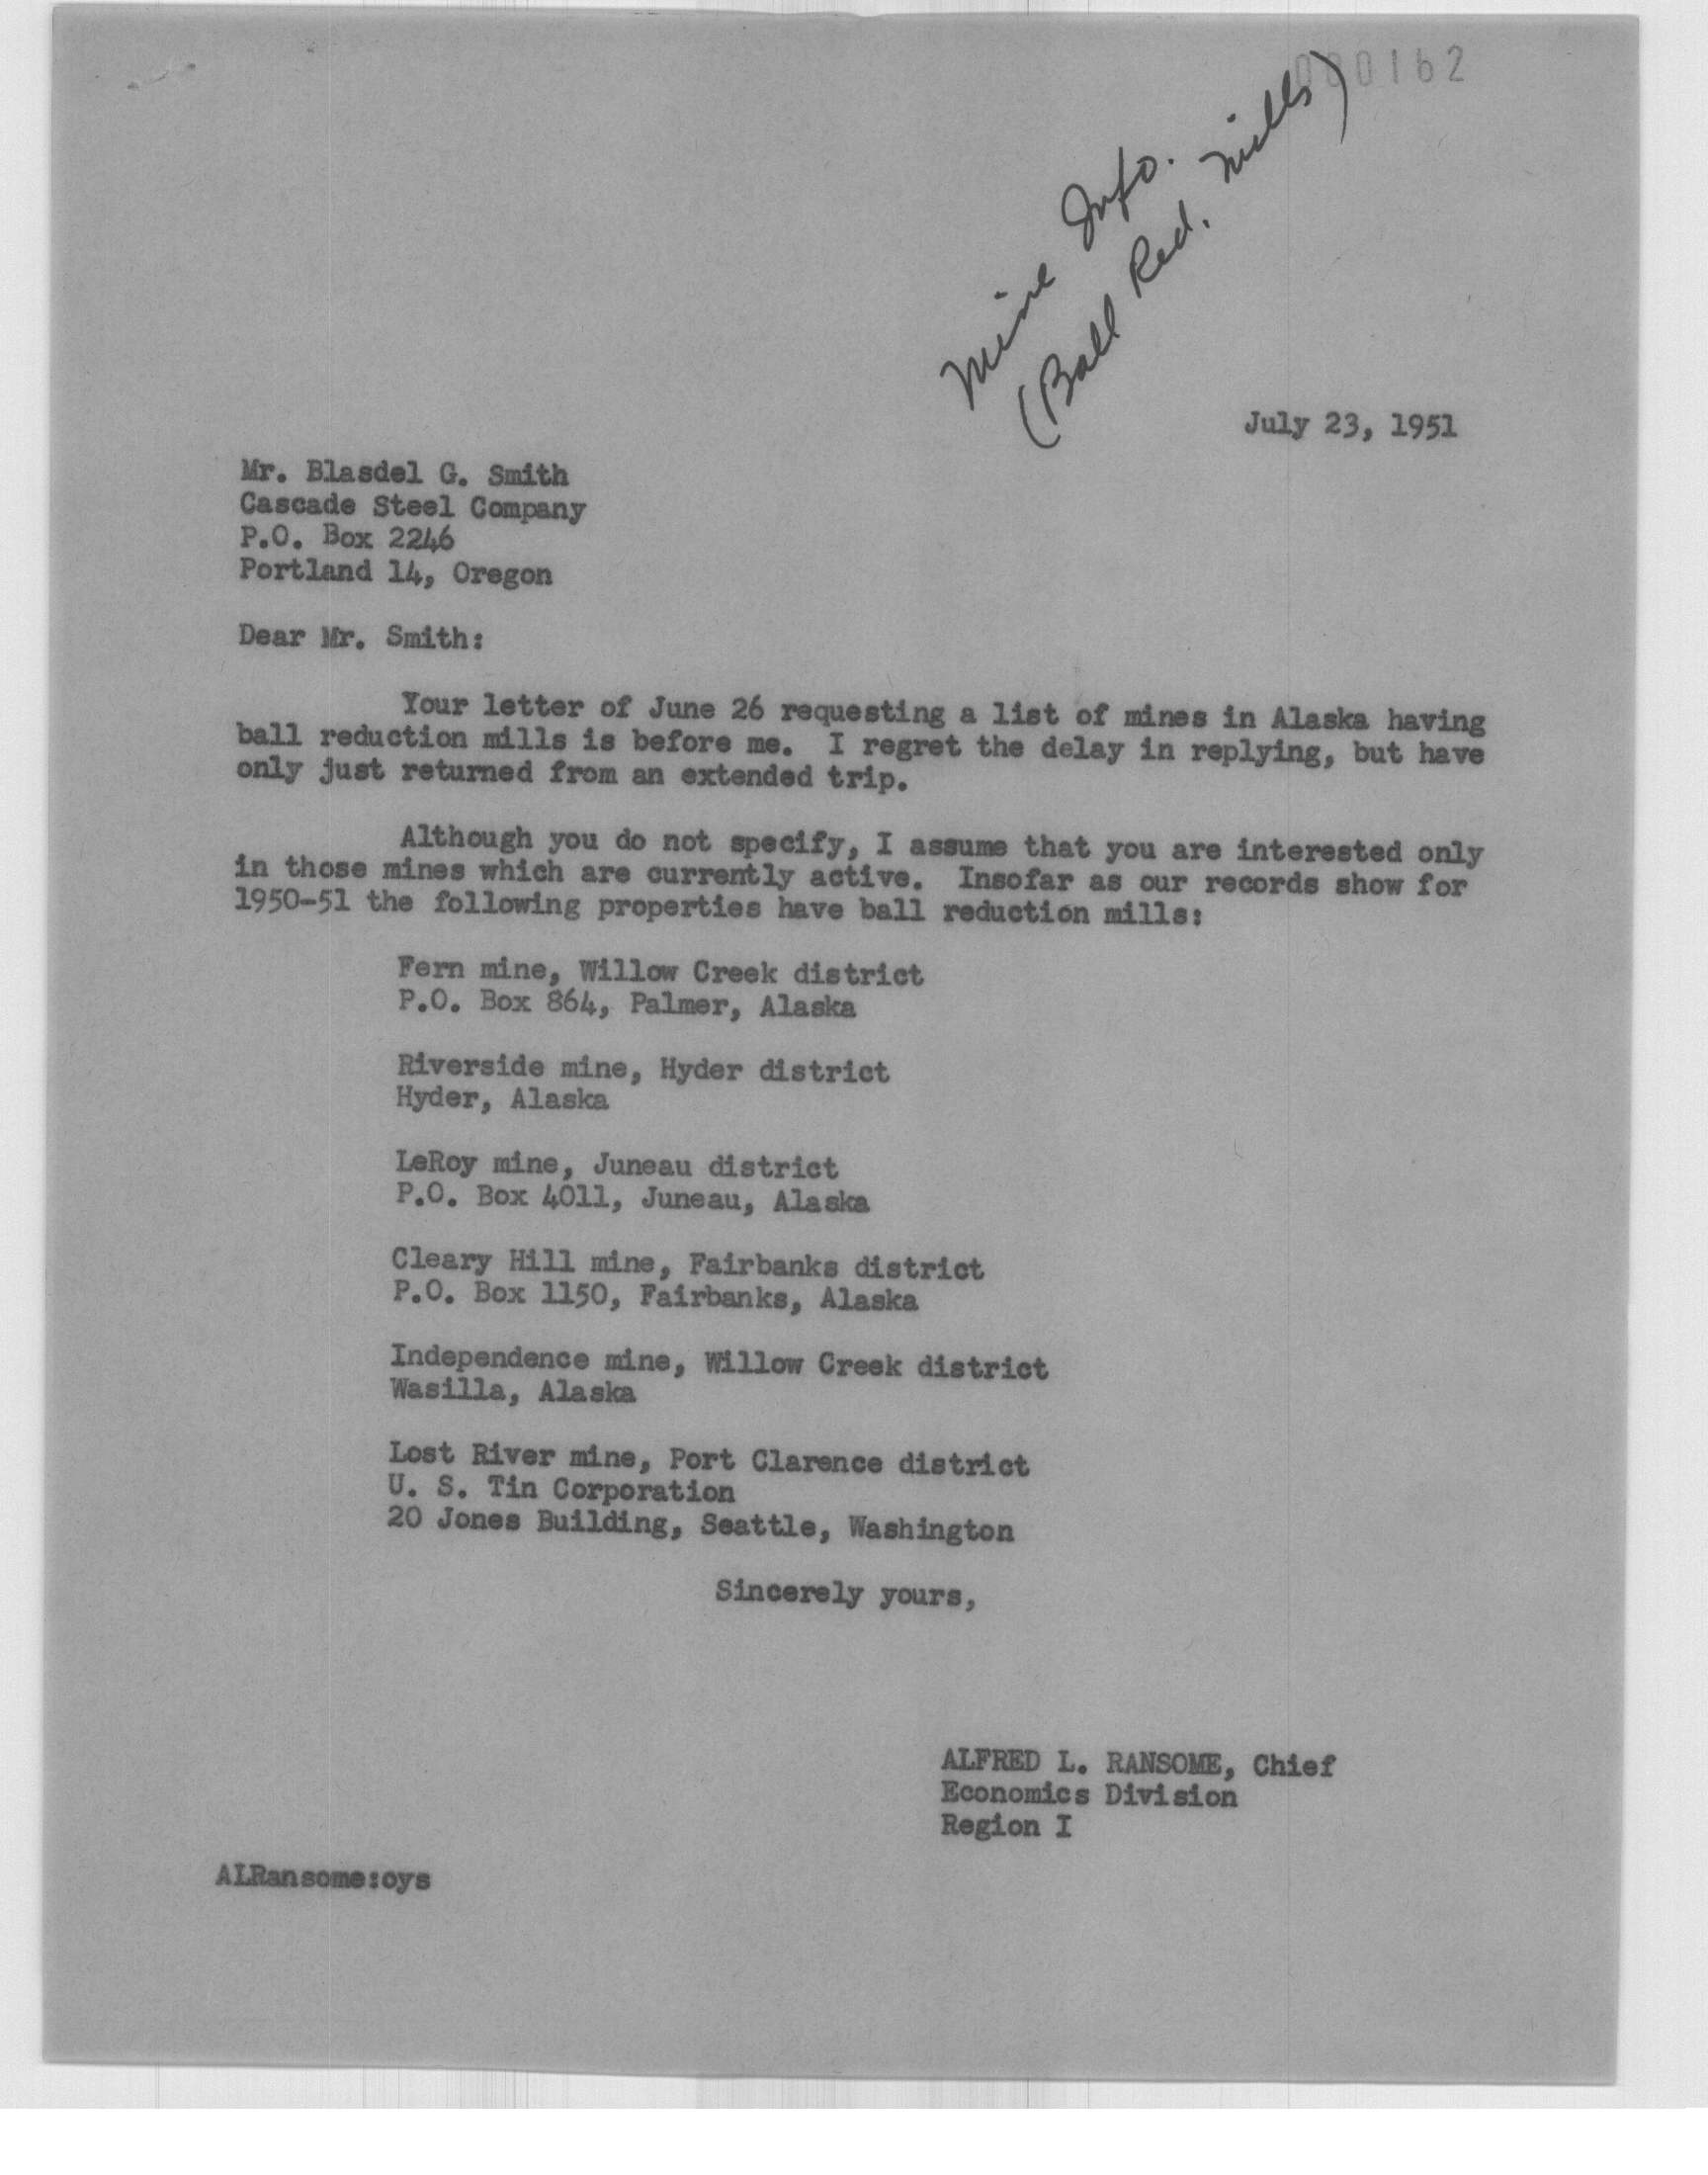 000162
Mine Info.
(Ball Red. Mills)
July 23, 1951
Mr. Blasdel G. Smith
Cascade Steel Company
P.O. Box 2246
Portland 14, Oregon
Dear Mr. Smith:
Your letter of June 26 requesting a list of mines in Alaska having
ball reduction mills is before me. I regret the delay in replying, but have
only just returned from an extended trip.
Although you do not specify, I assume that you are interested only
in those mines which are currently active. Insofar as our records show for
1950-51 the following properties have ball reduction mills:
Fern mine, Willow Creek district
P.O. Box 864, Palmer, Alaska
Riverside mine, Hyder district
Hyder, Alaska
LeRoy mine, Juneau district
P.O. Box 4011, Juneau, Alaska
Cleary Hill mine, Fairbanks district
P.O. Box 1150, Fairbanks, Alaska
Independence mine, Willow Creek district
Wasilla, Alaska
Lost River mine, Port Clarence district
U. S. Tin Corporation
20 Jones Building, Seattle, Washington
Sincerely yours,
ALFRED L. RANSOME, Chief
Economics Division
Region I
ALRansome:oys